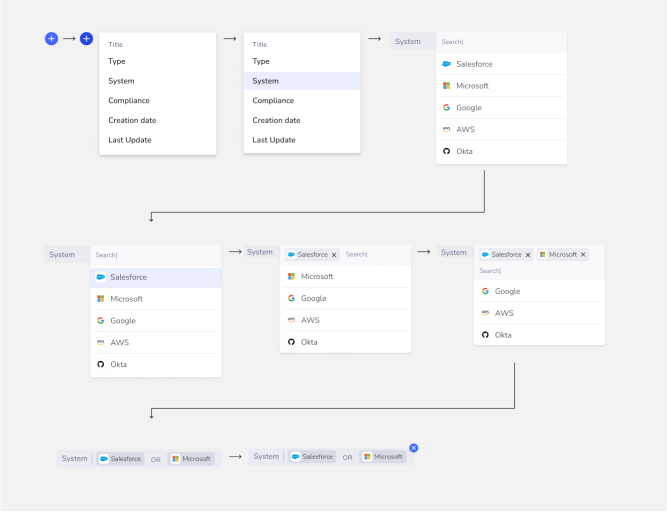 Title
Type
System
Compliance
Creation date
Last Update
Title
Type
System
Compliance
Creation date
Last Update
System
Search|
Salesforce
Microsoft
Google
AWS
Okta
System
Search|
Salesforce
Microsoft
Google
AWS
Okta
System
Salesforce
Search|
Microsoft
Google
AWS
Okta
System
Salesforce
Microsoft
Search|
Google
AWS
Okta
System
Salesforce
OR
Microsoft
System
Salesforce
OR
Microsoft